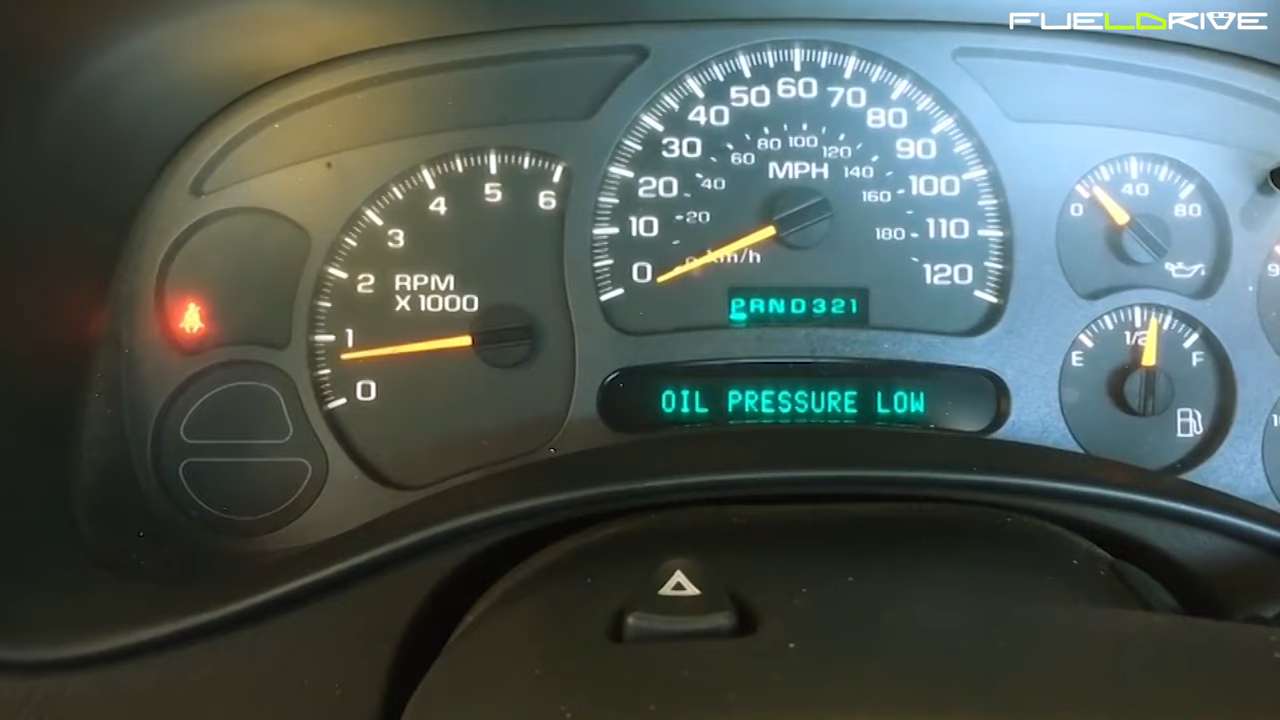 FUELDRIVE
0 1 2 3 4 5 6
RPM
X 1000
0 10 20 30 40 50 60 70 80 90 100 110 120
MPH
20 40 60 80 100 120 140 160 180
km/h
PRND321
OIL PRESSURE LOW
0 40 80
E 1/2 F